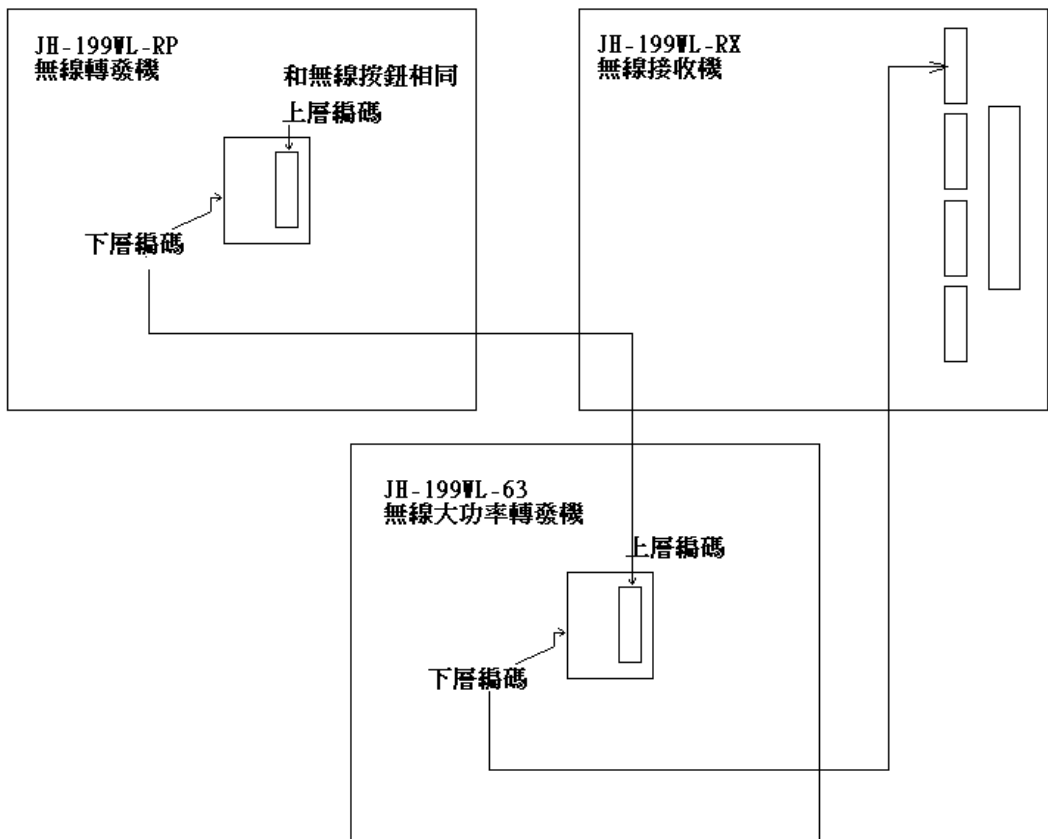 JH-199WL-RP
無線轉發機
和無線按鈕相同
上層編碼
下層編碼
JH-199WL-RX
無線接收機
JH-199WL-63
無線大功率轉發機
上層編碼
下層編碼